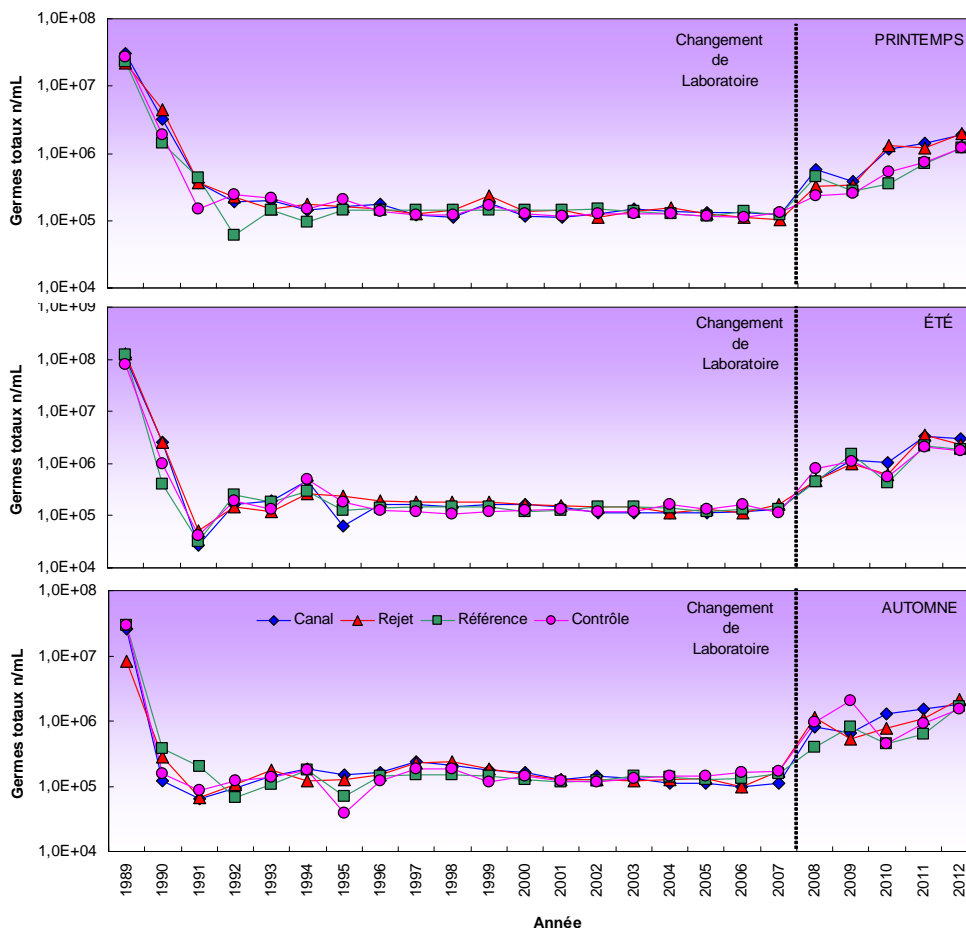 Germes totaux n/mL
1,0E+08
1,0E+07
1,0E+06
1,0E+05
1,0E+04
Changement
de
Laboratoire
PRINTEMPS
Germes totaux n/mL
1,0E+09
1,0E+08
1,0E+07
1,0E+06
1,0E+05
1,0E+04
Changement
de
Laboratoire
ÉTÉ
Germes totaux n/mL
1,0E+08
1,0E+07
1,0E+06
1,0E+05
1,0E+04
Canal Rejet Référence Contrôle
Changement
de
Laboratoire
AUTOMNE
1989 1990 1991 1992 1993 1994 1995 1996 1997 1998 1999 2000 2001 2002 2003 2004 2005 2006 2007 2008 2009 2010 2011 2012
Année